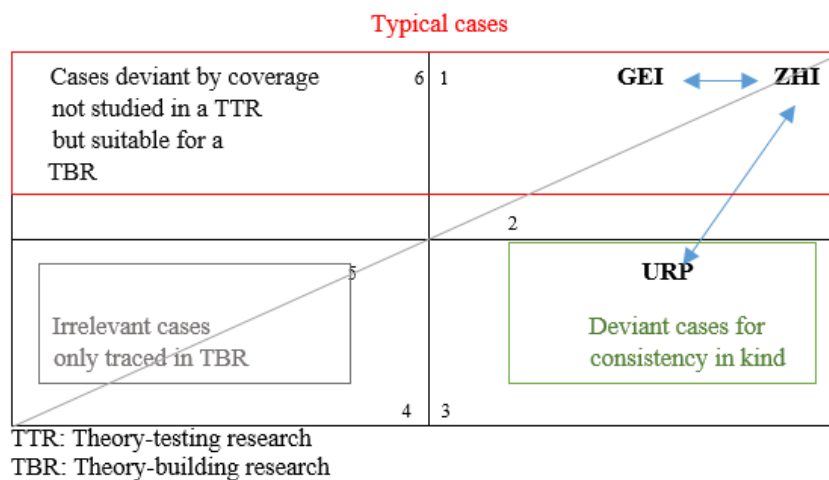 Typical cases
Cases deviant by coverage
not studied in a TTR
but suitable for a
TBR
6
1
GEI
ZHI
2
5
URP
Irrelevant cases
only traced in TBR
Deviant cases for
consistency in kind
4
3
TTR: Theory-testing research
TBR: Theory-building research